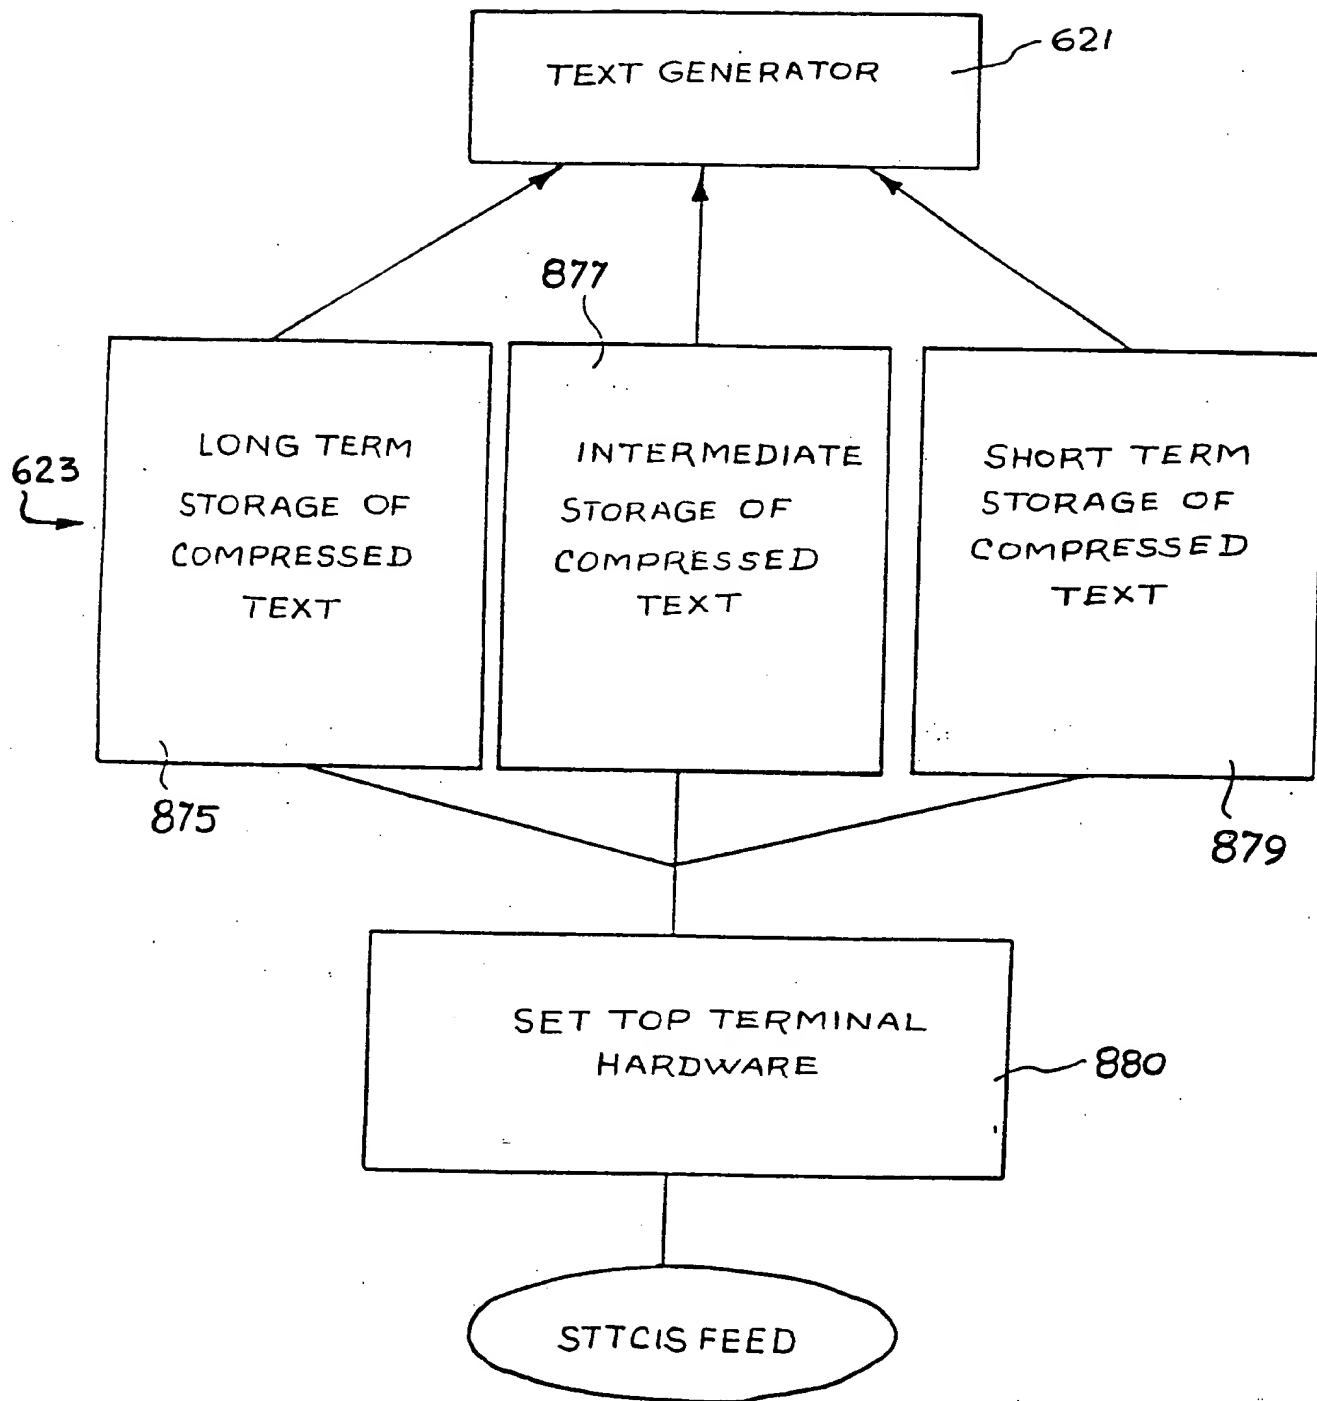 TEXT GENERATOR
621
877
623
LONG TERM
STORAGE OF
COMPRESSED
TEXT
INTERMEDIATE
STORAGE OF
COMPRESSED
TEXT
SHORT TERM
STORAGE OF
COMPRESSED
TEXT
875
879
SET TOP TERMINAL
HARDWARE
880
STTCIS FEED